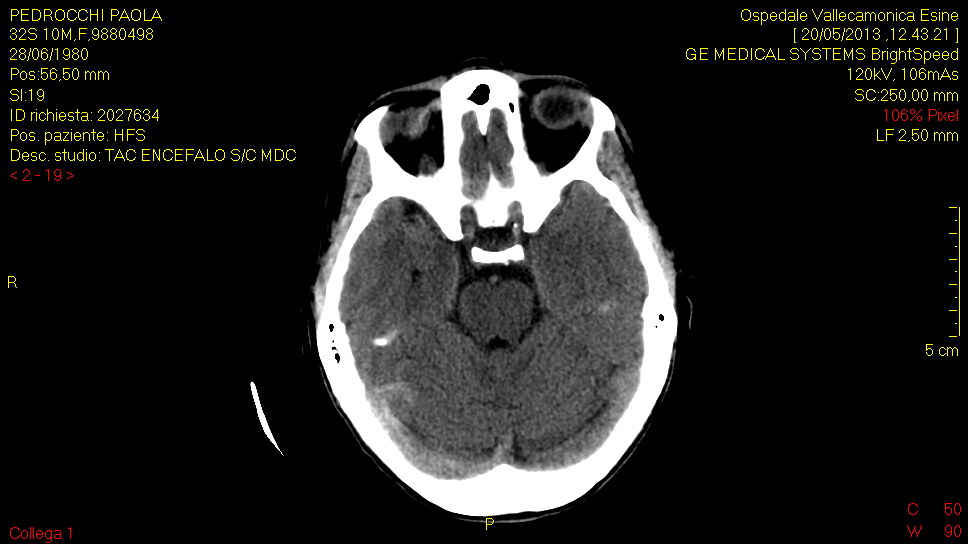 PEDROCCHI PAOLA
32S 10M,F,9880498
28/06/1980
Pos:56,50 mm
SI:19
ID richiesta: 2027634
Pos. paziente: HFS
Desc. studio: TAC ENCEFALO S/C MDC
< 2 - 19 >
Ospedale Vallecamonica Esine
[ 20/05/2013 ,12.43.21 ]
GE MEDICAL SYSTEMS BrightSpeed
120kV, 106mAs
SC:250,00 mm
106% Pixel
LF 2,50 mm
R
5 cm
P
Collega 1
C 50
W 90